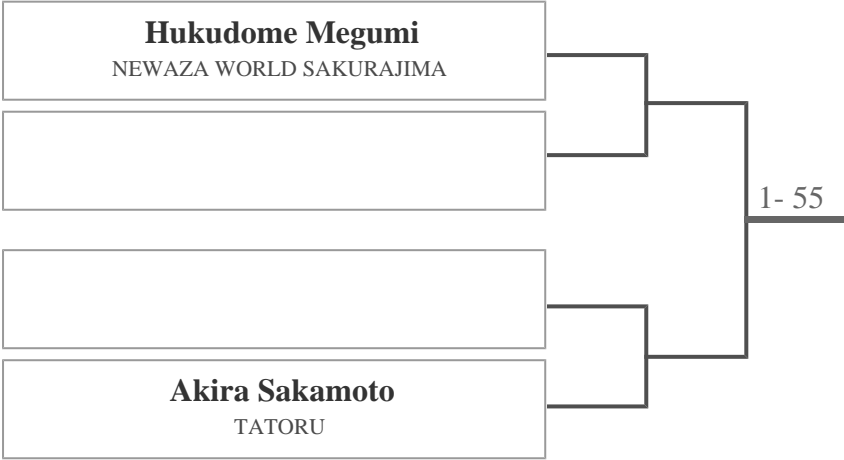 Hukudome Megumi
NEWAZA WORLD SAKURAJIMA
1- 55
Akira Sakamoto
TATORU